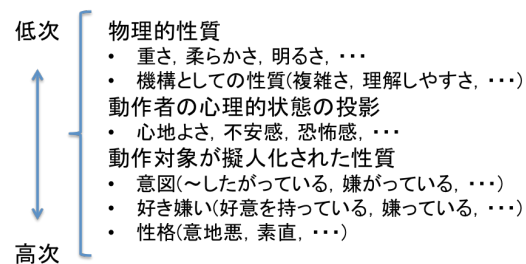 低次
物理的性質
• 重さ, 柔らかさ, 明るさ, ・・・
• 機構としての性質(複雑さ, 理解しやすさ, ・・・)
動作者の心理的状態の投影
• 心地よさ, 不安感, 恐怖感, ・・・
動作対象が擬人化された性質
• 意図(～したがっている, 嫌がっている, ・・・)
• 好き嫌い(好意を持っている, 嫌っている, ・・・)
• 性格(意地悪, 素直, ・・・)
高次